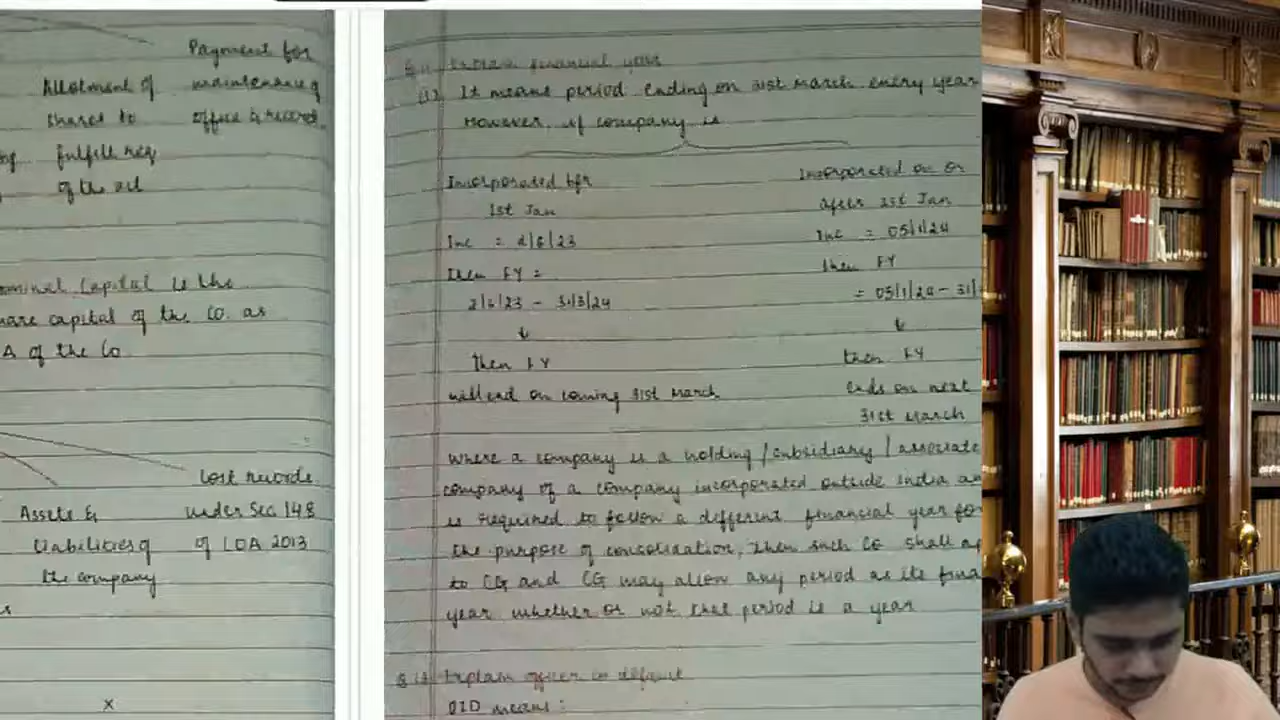 Payment for
Allotment of maintenance of
shares to office & record.
fulfill req
of the act
Capital is the
share capital of the Co. as
A of the Co
Cost records
Assets & under Sec 148
Liabilities of of COA 2013
the company
x
Explain financial year
It means period ending on 31st March every year
However, if company is
Incorporated bfr
1st Jan
Inc = 2/6/23
then FY =
2/6/23 - 31/3/24
↓
Then FY
will end on coming 31st March
Incorporated on or
after 1st Jan
Inc = 05/1/24
then FY
= 05/1/24 - 31/
↓
then FY
Ends on next
31st March
where a company is a holding / subsidiary / associate
company of a company incorporated outside India
is required to follow a different financial year for
the purpose of consolidation, then such Co shall
to CG and CG may allow any period as its
year whether or not that period is a year
Explain officer in default
OID means :